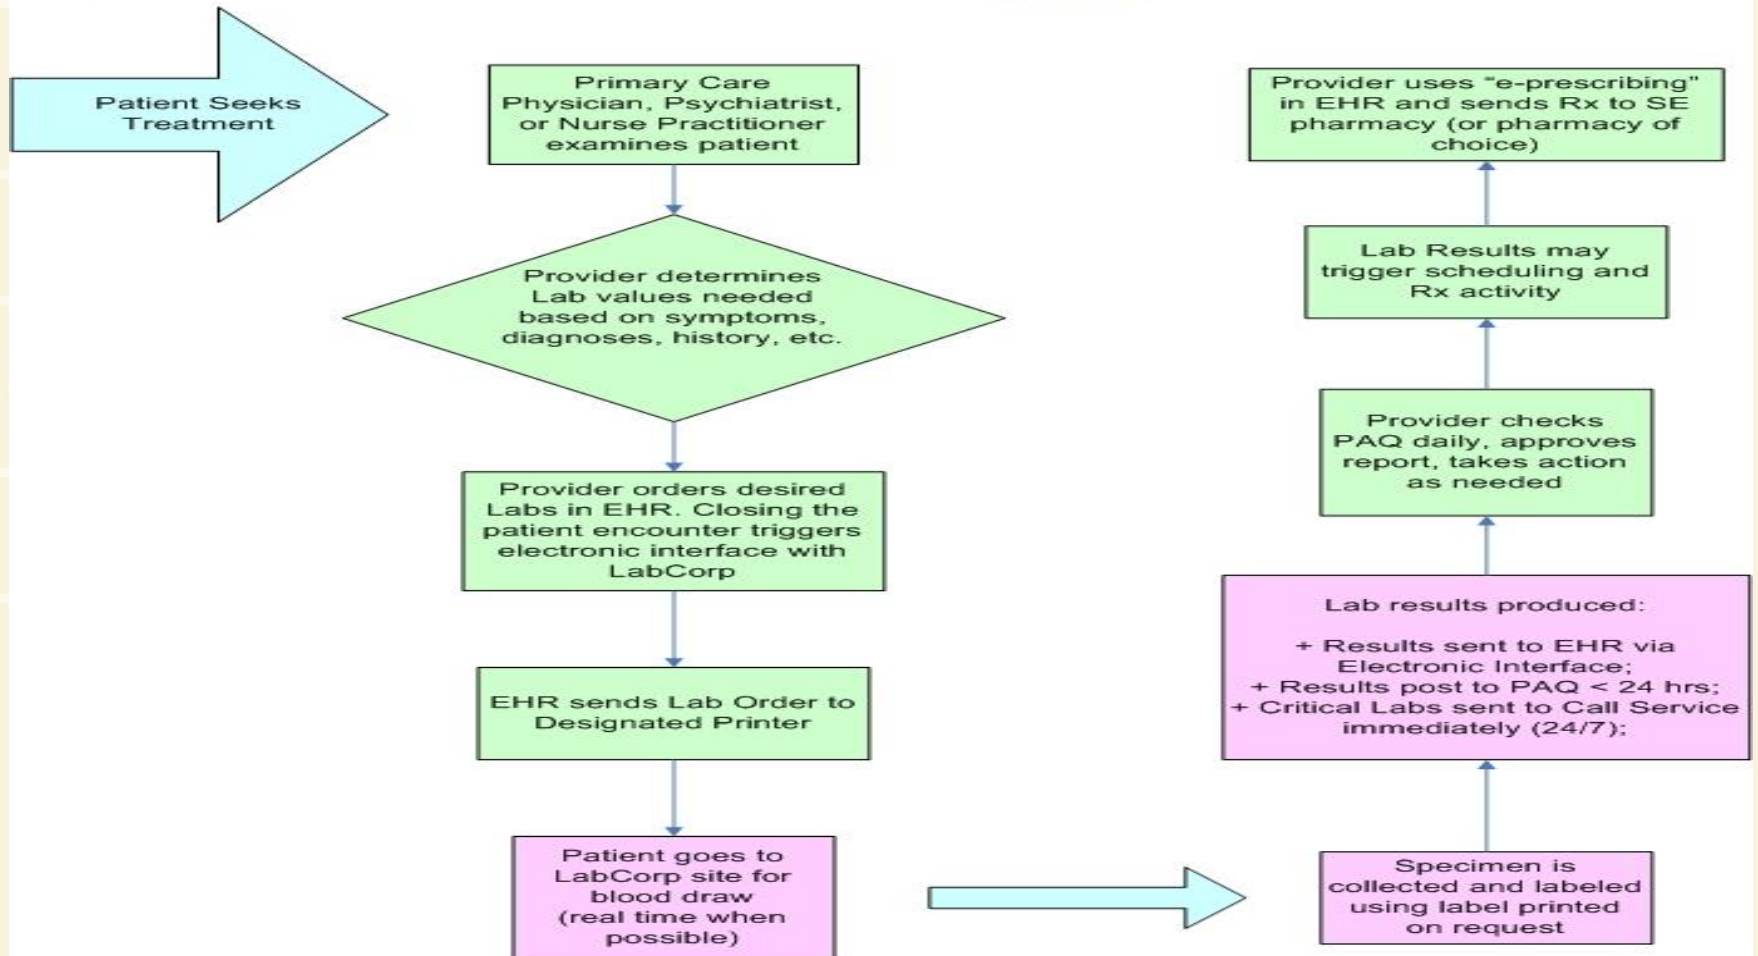 Patient Seeks
Treatment
Primary Care
Physician, Psychiatrist,
or Nurse Practitioner
examines patient
Provider determines
Lab values needed
based on symptoms,
diagnoses, history, etc.
Provider orders desired
Labs in EHR. Closing the
patient encounter triggers
electronic interface with
LabCorp
EHR sends Lab Order to
Designated Printer
Patient goes to
LabCorp site for
blood draw
(real time when
possible)
Specimen is
collected and labeled
using label printed
on request
Lab results produced:
+ Results sent to EHR via
Electronic Interface;
+ Results post to PAQ < 24 hrs;
+ Critical Labs sent to Call Service
immediately (24/7);
Provider checks
PAQ daily, approves
report, takes action
as needed
Lab Results may
trigger scheduling and
Rx activity
Provider uses “e-prescribing”
in EHR and sends Rx to SE
pharmacy (or pharmacy of
choice)